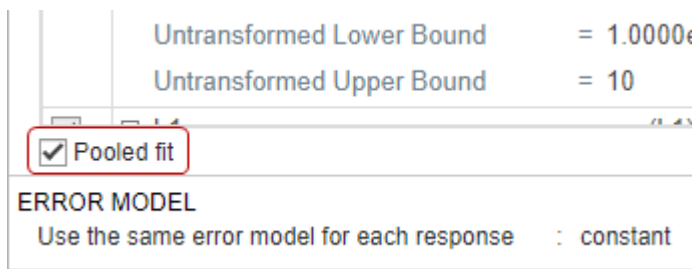 Untransformed Lower Bound = 1.0000e
Untransformed Upper Bound = 10
Pooled fit
ERROR MODEL
Use the same error model for each response : constant